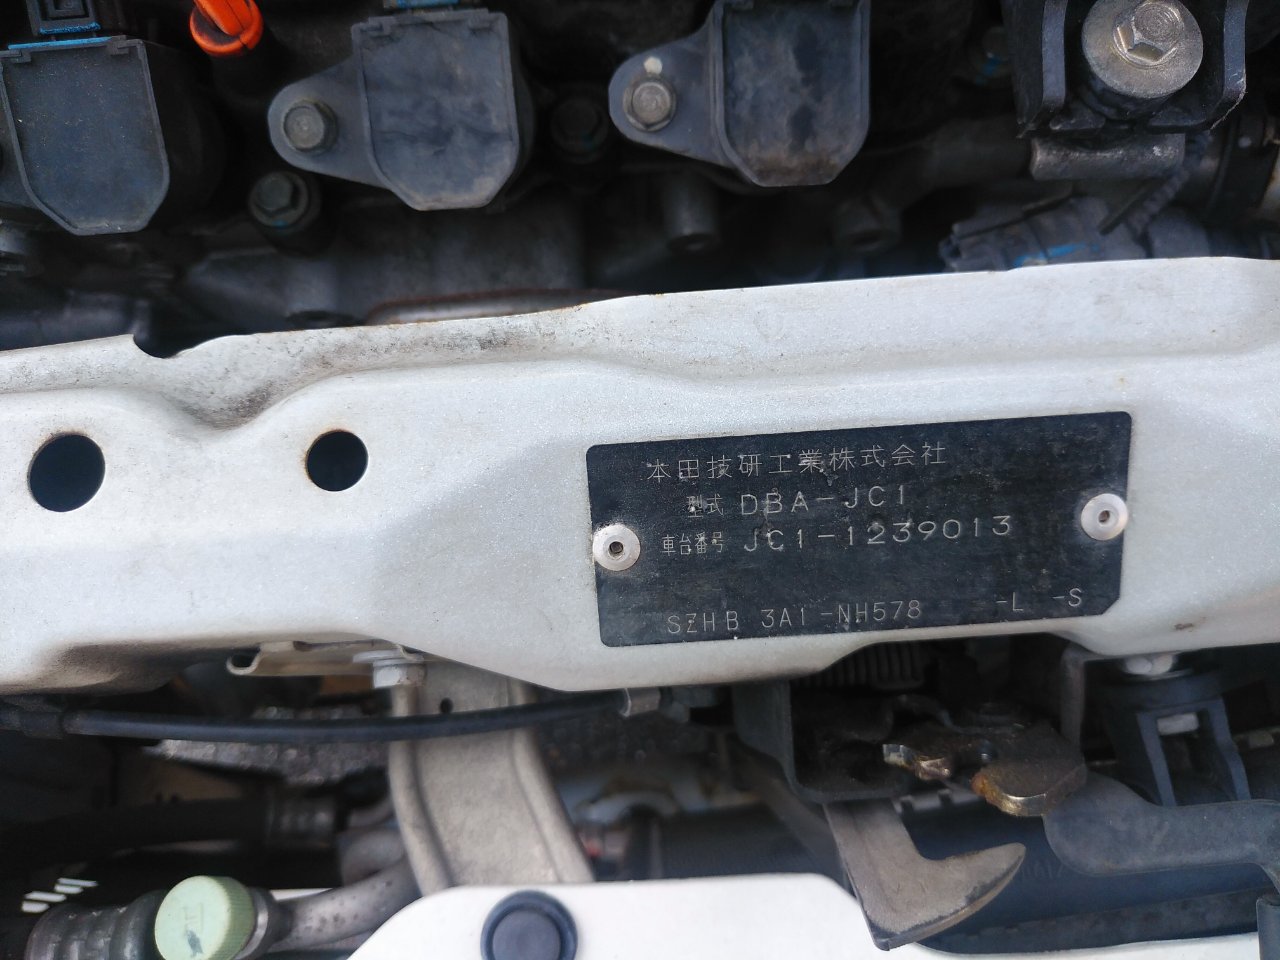 本田技研工業株式会社
型式 DBA-JC1
車台番号 JC1-1239013
SZHB 3A1-NH578 -L -S